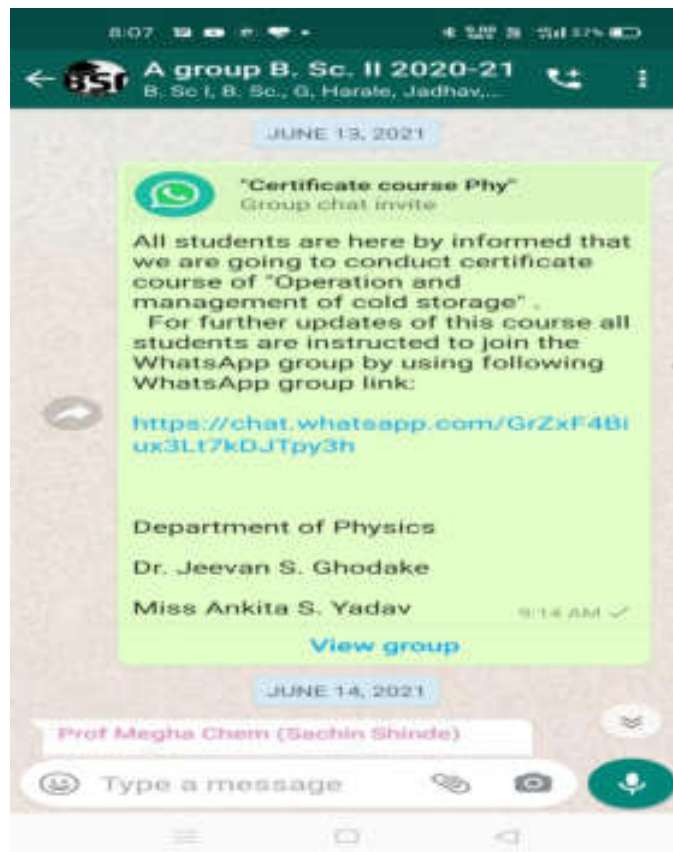 8:07
A group B. Sc. II 2020-21
B. Sc I, B. Sc., G, Harale, Jadhav,...
JUNE 13, 2021
"Certificate course Phy"
Group chat invite
All students are here by informed that
we are going to conduct certificate
course of "Operation and
management of cold storage" .
For further updates of this course all
students are instructed to join the
WhatsApp group by using following
WhatsApp group link:
https://chat.whatsapp.com/GrZxF4Bi
ux3Lt7kDJTpy3h
Department of Physics
Dr. Jeevan S. Ghodake
Miss Ankita S. Yadav
9:14 AM
View group
JUNE 14, 2021
Prof Megha Chem (Sachin Shinde)
Type a message